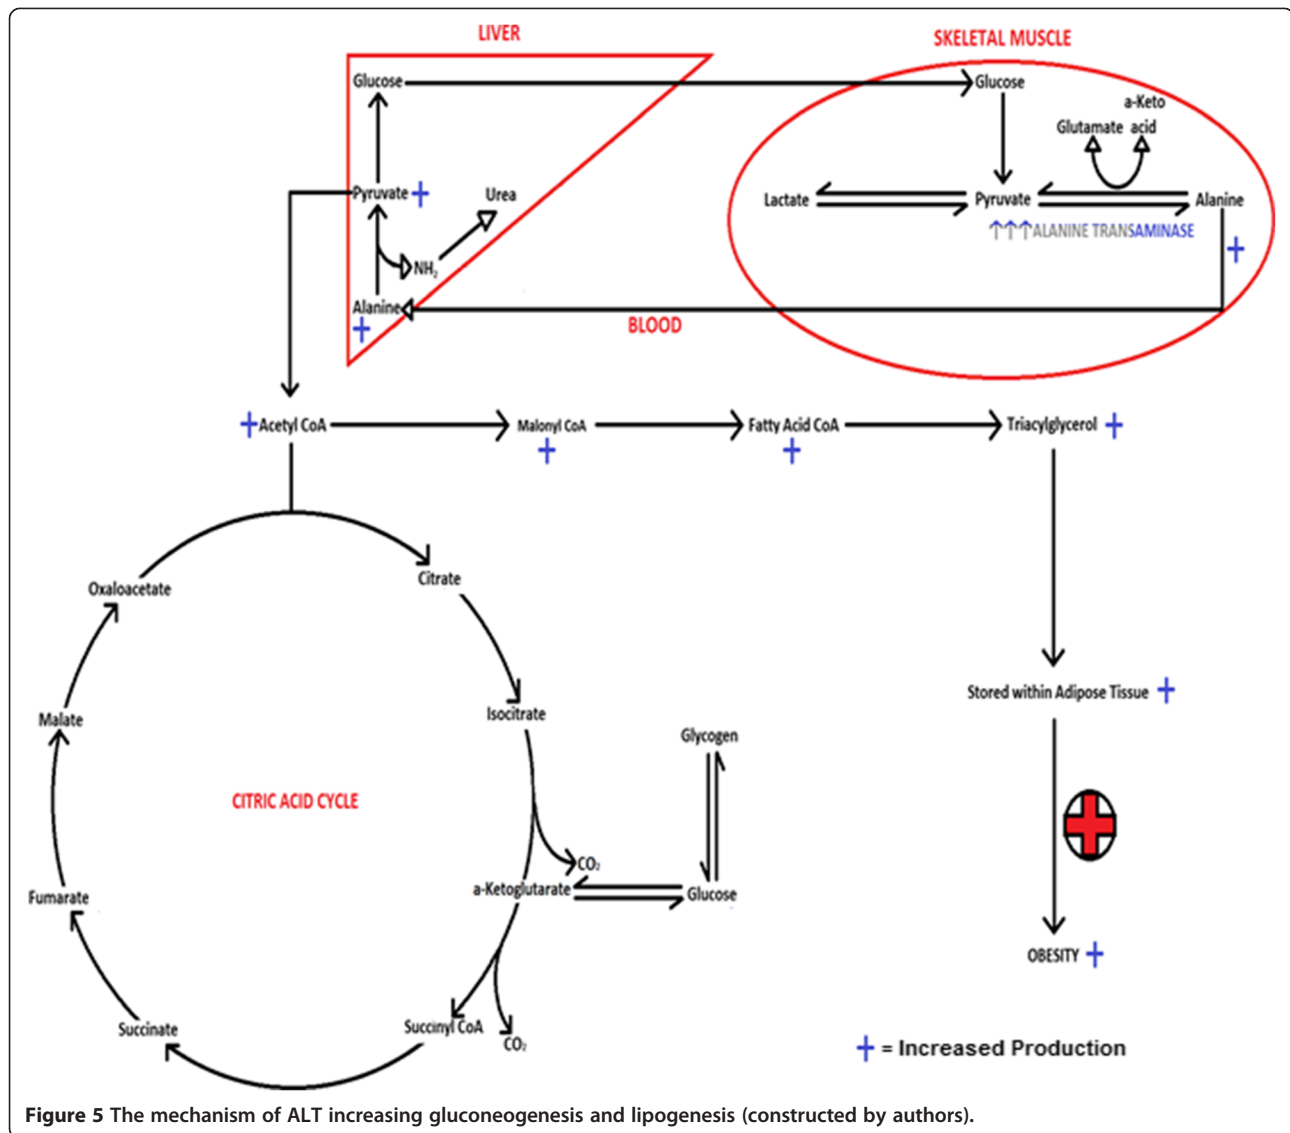 LIVER
SKELETAL MUSCLE
Glucose
Glucose
a-Keto
Glutamate acid
Pyruvate +
Urea
Lactate
Pyruvate
Alanine
↑↑↑ALANINE TRANSAMINASE
+
NH₂
Alanine
+
BLOOD
+Acetyl CoA
Malonyl CoA
+
Fatty Acid CoA
+
Triacylglycerol +
Oxaloacetate
Citrate
Isocitrate
Stored within Adipose Tissue +
Malate
Glycogen
CITRIC ACID CYCLE
CO₂
a-Ketoglutarate
Glucose
Fumarate
OBESITY +
Succinate
Succinyl CoA
CO₂
+ = Increased Production
Figure 5 The mechanism of ALT increasing gluconeogenesis and lipogenesis (constructed by authors).